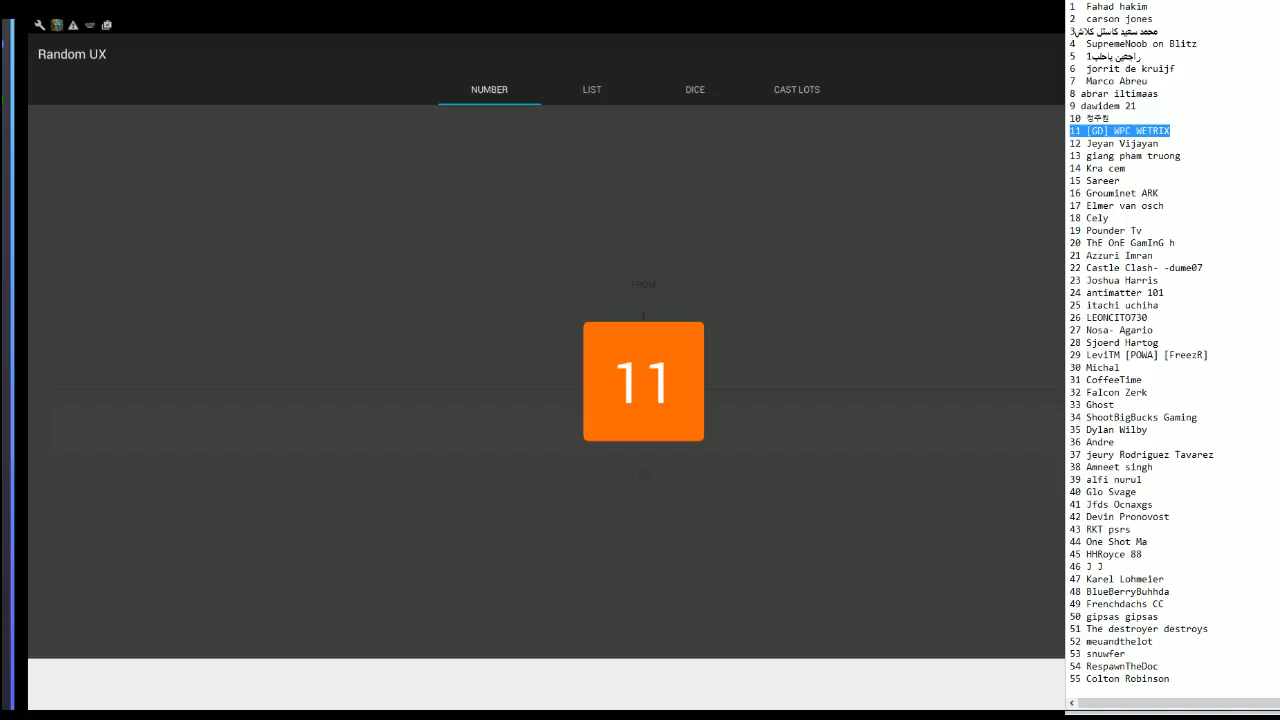 Random UX
NUMBER
LIST
DICE
CAST LOTS
FROM
1
11
1 Fahad hakim
2 carson jones
3محمد سعيد كاستل كلاش
4 SupremeNoob on Blitz
5 راجعين ياحلب1
6 jorrit de kruijf
7 Marco Abreu
8 abrar iltimaas
9 dawidem 21
10 정주원
11 [GD] WPC WETRIX
12 Jeyan Vijayan
13 giang pham truong
14 Kra cem
15 Sareer
16 Grouminet ARK
17 Elmer van osch
18 Cely
19 Pounder Tv
20 ThE OnE GamInG h
21 Azzuri Imran
22 Castle Clash- -dume07
23 Joshua Harris
24 antimatter 101
25 itachi uchiha
26 LEONCITO730
27 Nosa- Agario
28 Sjoerd Hartog
29 LeviTM [POWA] [FreezR]
30 Michal
31 CoffeeTime
32 Falcon Zerk
33 Ghost
34 ShootBigBucks Gaming
35 Dylan Wilby
36 Andre
37 jeury Rodriguez Tavarez
38 Amneet singh
39 alfi nurul
40 Glo Svage
41 Jfds Ocnaxgs
42 Devin Pronovost
43 RKT psrs
44 One Shot Ma
45 HHRoyce 88
46 J J
47 Karel Lohmeier
48 BlueBerryBuhhda
49 Frenchdachs CC
50 gipsas gipsas
51 The destroyer destroys
52 meuandthelot
53 snuwfer
54 RespawnTheDoc
55 Colton Robinson